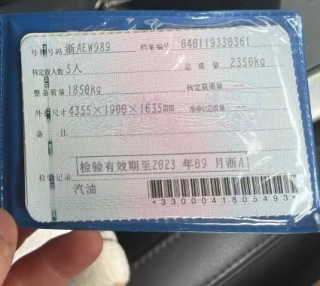 号牌号码 浙AEW989 档案编号 040119330361
核定载人数 5人 总质量 2350kg
整备质量 1850kg 核定载质量 --
外廓尺寸 4355×1900×1635mm 准牵引总质量 --
备注
检验有效期至2023年09月浙A
检验记录
汽油
*3300041805493*